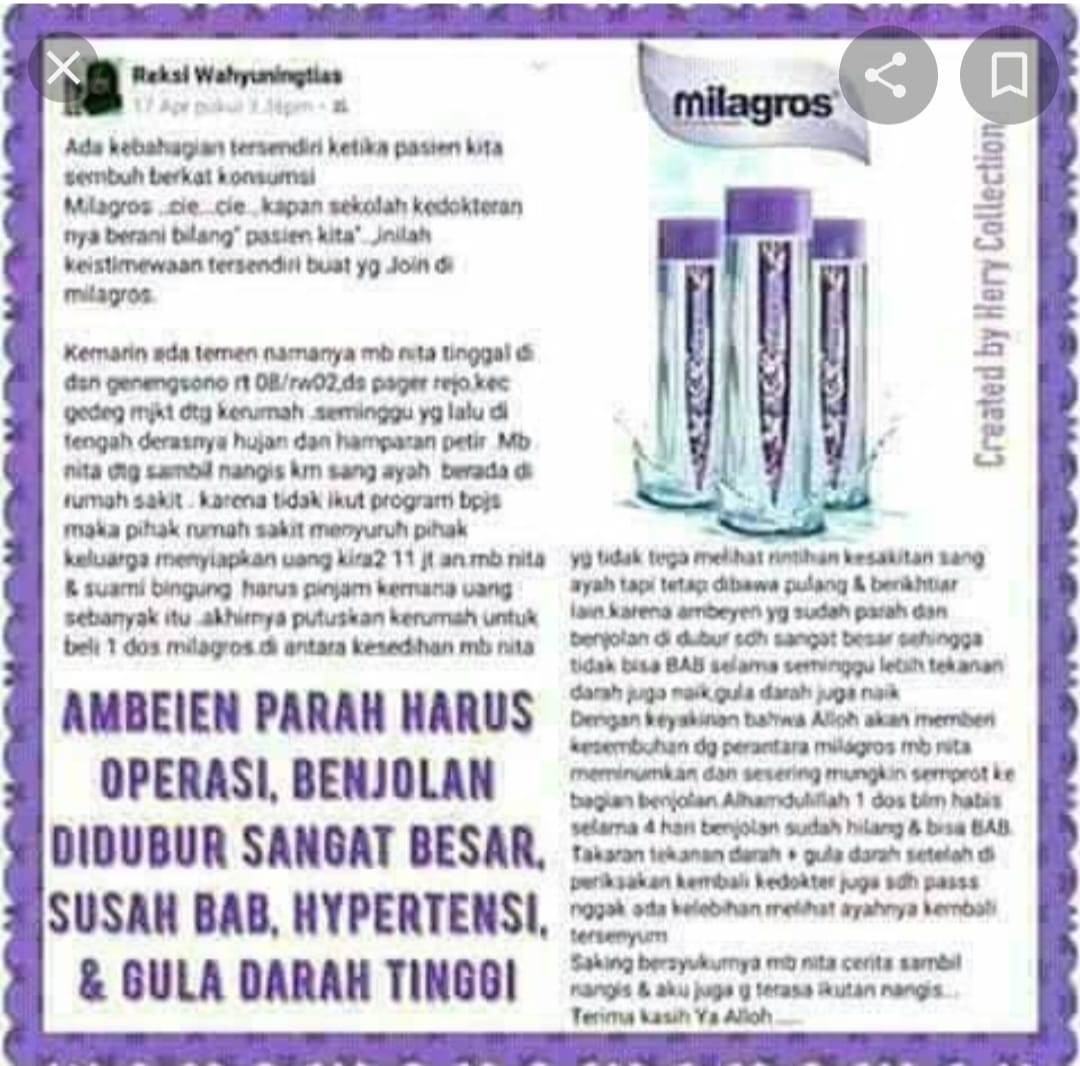 Reksi Wahyuningtias
17 Apr pukul
Ada kebahagian tersendiri ketika pasien kita
sembuh berkat konsumsi
Milagros ..cie...cie.. kapan sekolah kedokteran
nya berani bilang" pasien kita"...inilah
keistimewaan tersendiri buat yg Join di
milagros.
Kemarin ada temen namanya mb nita tinggal di
dsn genengsono rt 08/rw02,ds pager rejo,kec
gedeg mjkt dtg kerumah .seminggu yg lalu di
tengah derasnya hujan dan hamparan petir .Mb
nita dtg sambil nangis krn sang ayah berada di
rumah sakit . karena tidak ikut program bpjs
maka pihak rumah sakit menyuruh pihak
keluarga menyiapkan uang kira2 11 jt an.mb nita
& suami bingung harus pinjam kemana uang
sebanyak itu .akhirnya putuskan kerumah untuk
beli 1 dos milagros.di antara kesedihan mb nita
AMBEIEN PARAH HARUS
OPERASI, BENJOLAN
DIDUBUR SANGAT BESAR,
SUSAH BAB, HYPERTENSI,
& GULA DARAH TINGGI
milagros
Created by Hery Collection
yg tidak tega melihat rintihan kesakitan sang
ayah tapi tetap dibawa pulang & berikhtiar
lain.karena ambeyen yg sudah parah dan
benjolan di dubur sdh sangat besar sehingga
tidak bisa BAB selama seminggu lebih.tekanan
darah juga naik,gula darah juga naik
Dengan keyakinan bahwa Alloh akan memberi
kesembuhan dg perantara milagros mb nita
meminumkan dan sesering mungkin semprot ke
bagian benjolan.Alhamdulillah 1 dos blm habis
selama 4 hari benjolan sudah hilang & bisa BAB.
Takaran tekanan darah + gula darah setelah di
periksakan kembali kedokter juga sdh passs
nggak ada kelebihan melihat ayahnya kembali
tersenyum
Saking bersyukurnya mb nita cerita sambil
nangis & aku juga g terasa ikutan nangis...
Terima kasih Ya Alloh .....